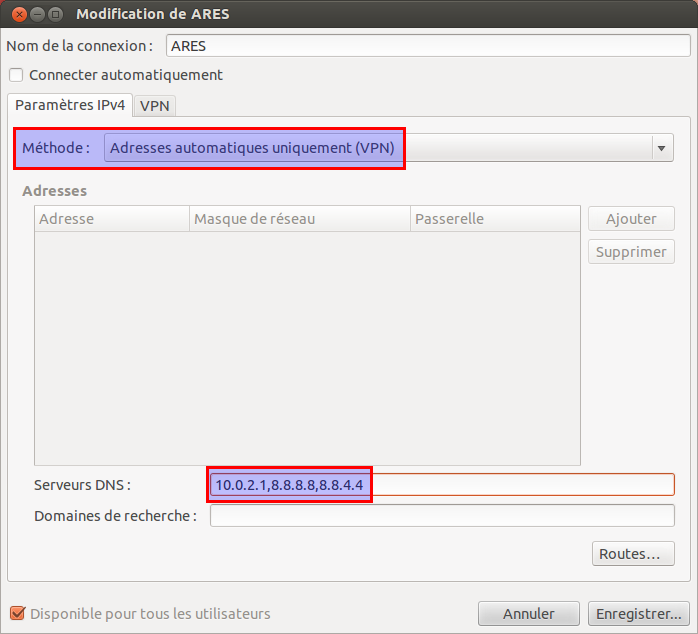 Modification de ARES
Nom de la connexion : ARES
Connecter automatiquement
Paramètres IPv4 VPN
Méthode : Adresses automatiques uniquement (VPN)
Adresses
Adresse Masque de réseau Passerelle Ajouter
Supprimer
Serveurs DNS : 10.0.2.1,8.8.8.8,8.8.4.4
Domaines de recherche :
Routes…
Disponible pour tous les utilisateurs Annuler Enregistrer...